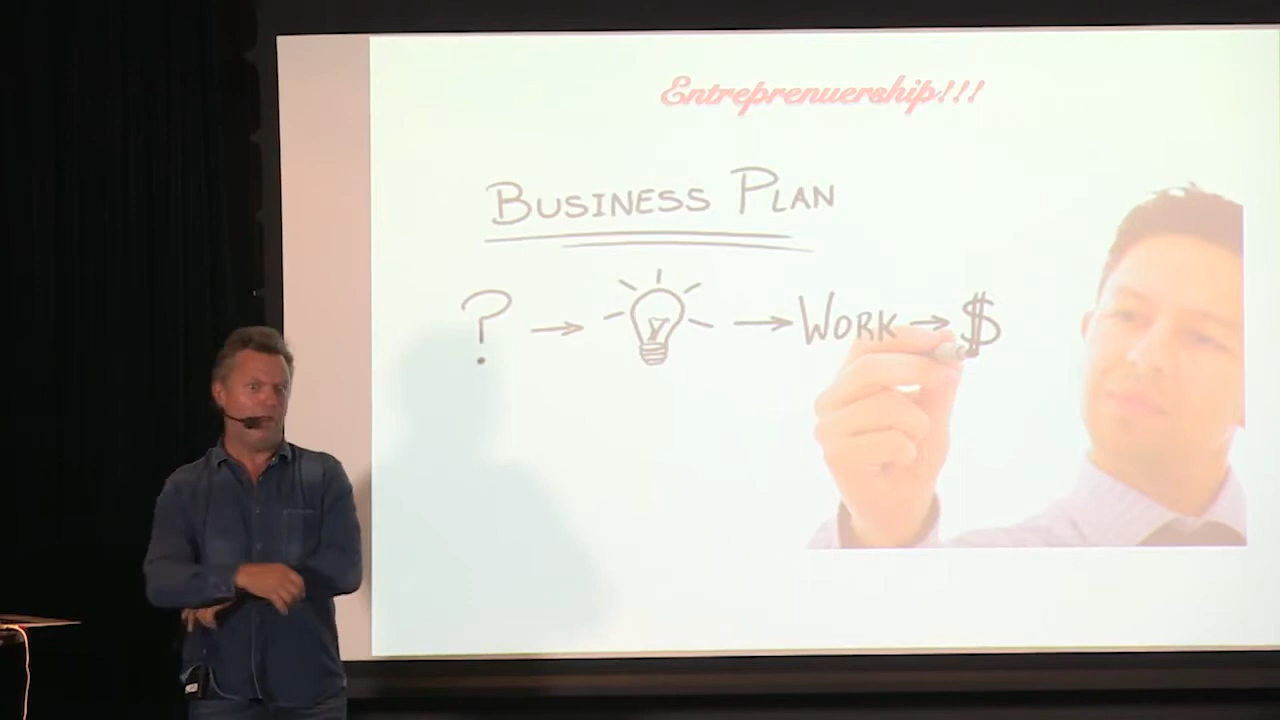 Entreprenuership!!!
BUSINESS PLAN
? → → WORK → $